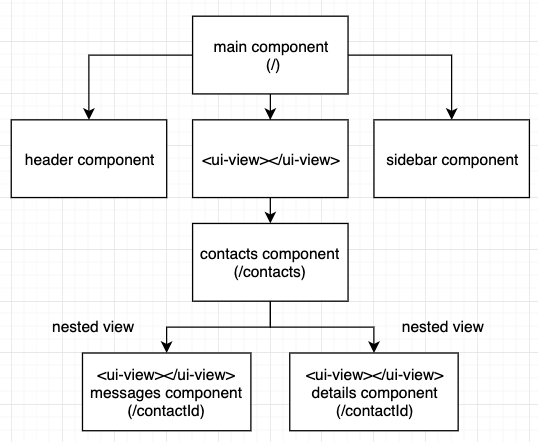 main component
(/)
header component
<ui-view></ui-view>
sidebar component
contacts component
(/contacts)
nested view
nested view
<ui-view></ui-view>
messages component
(/contactId)
<ui-view></ui-view>
details component
(/contactId)